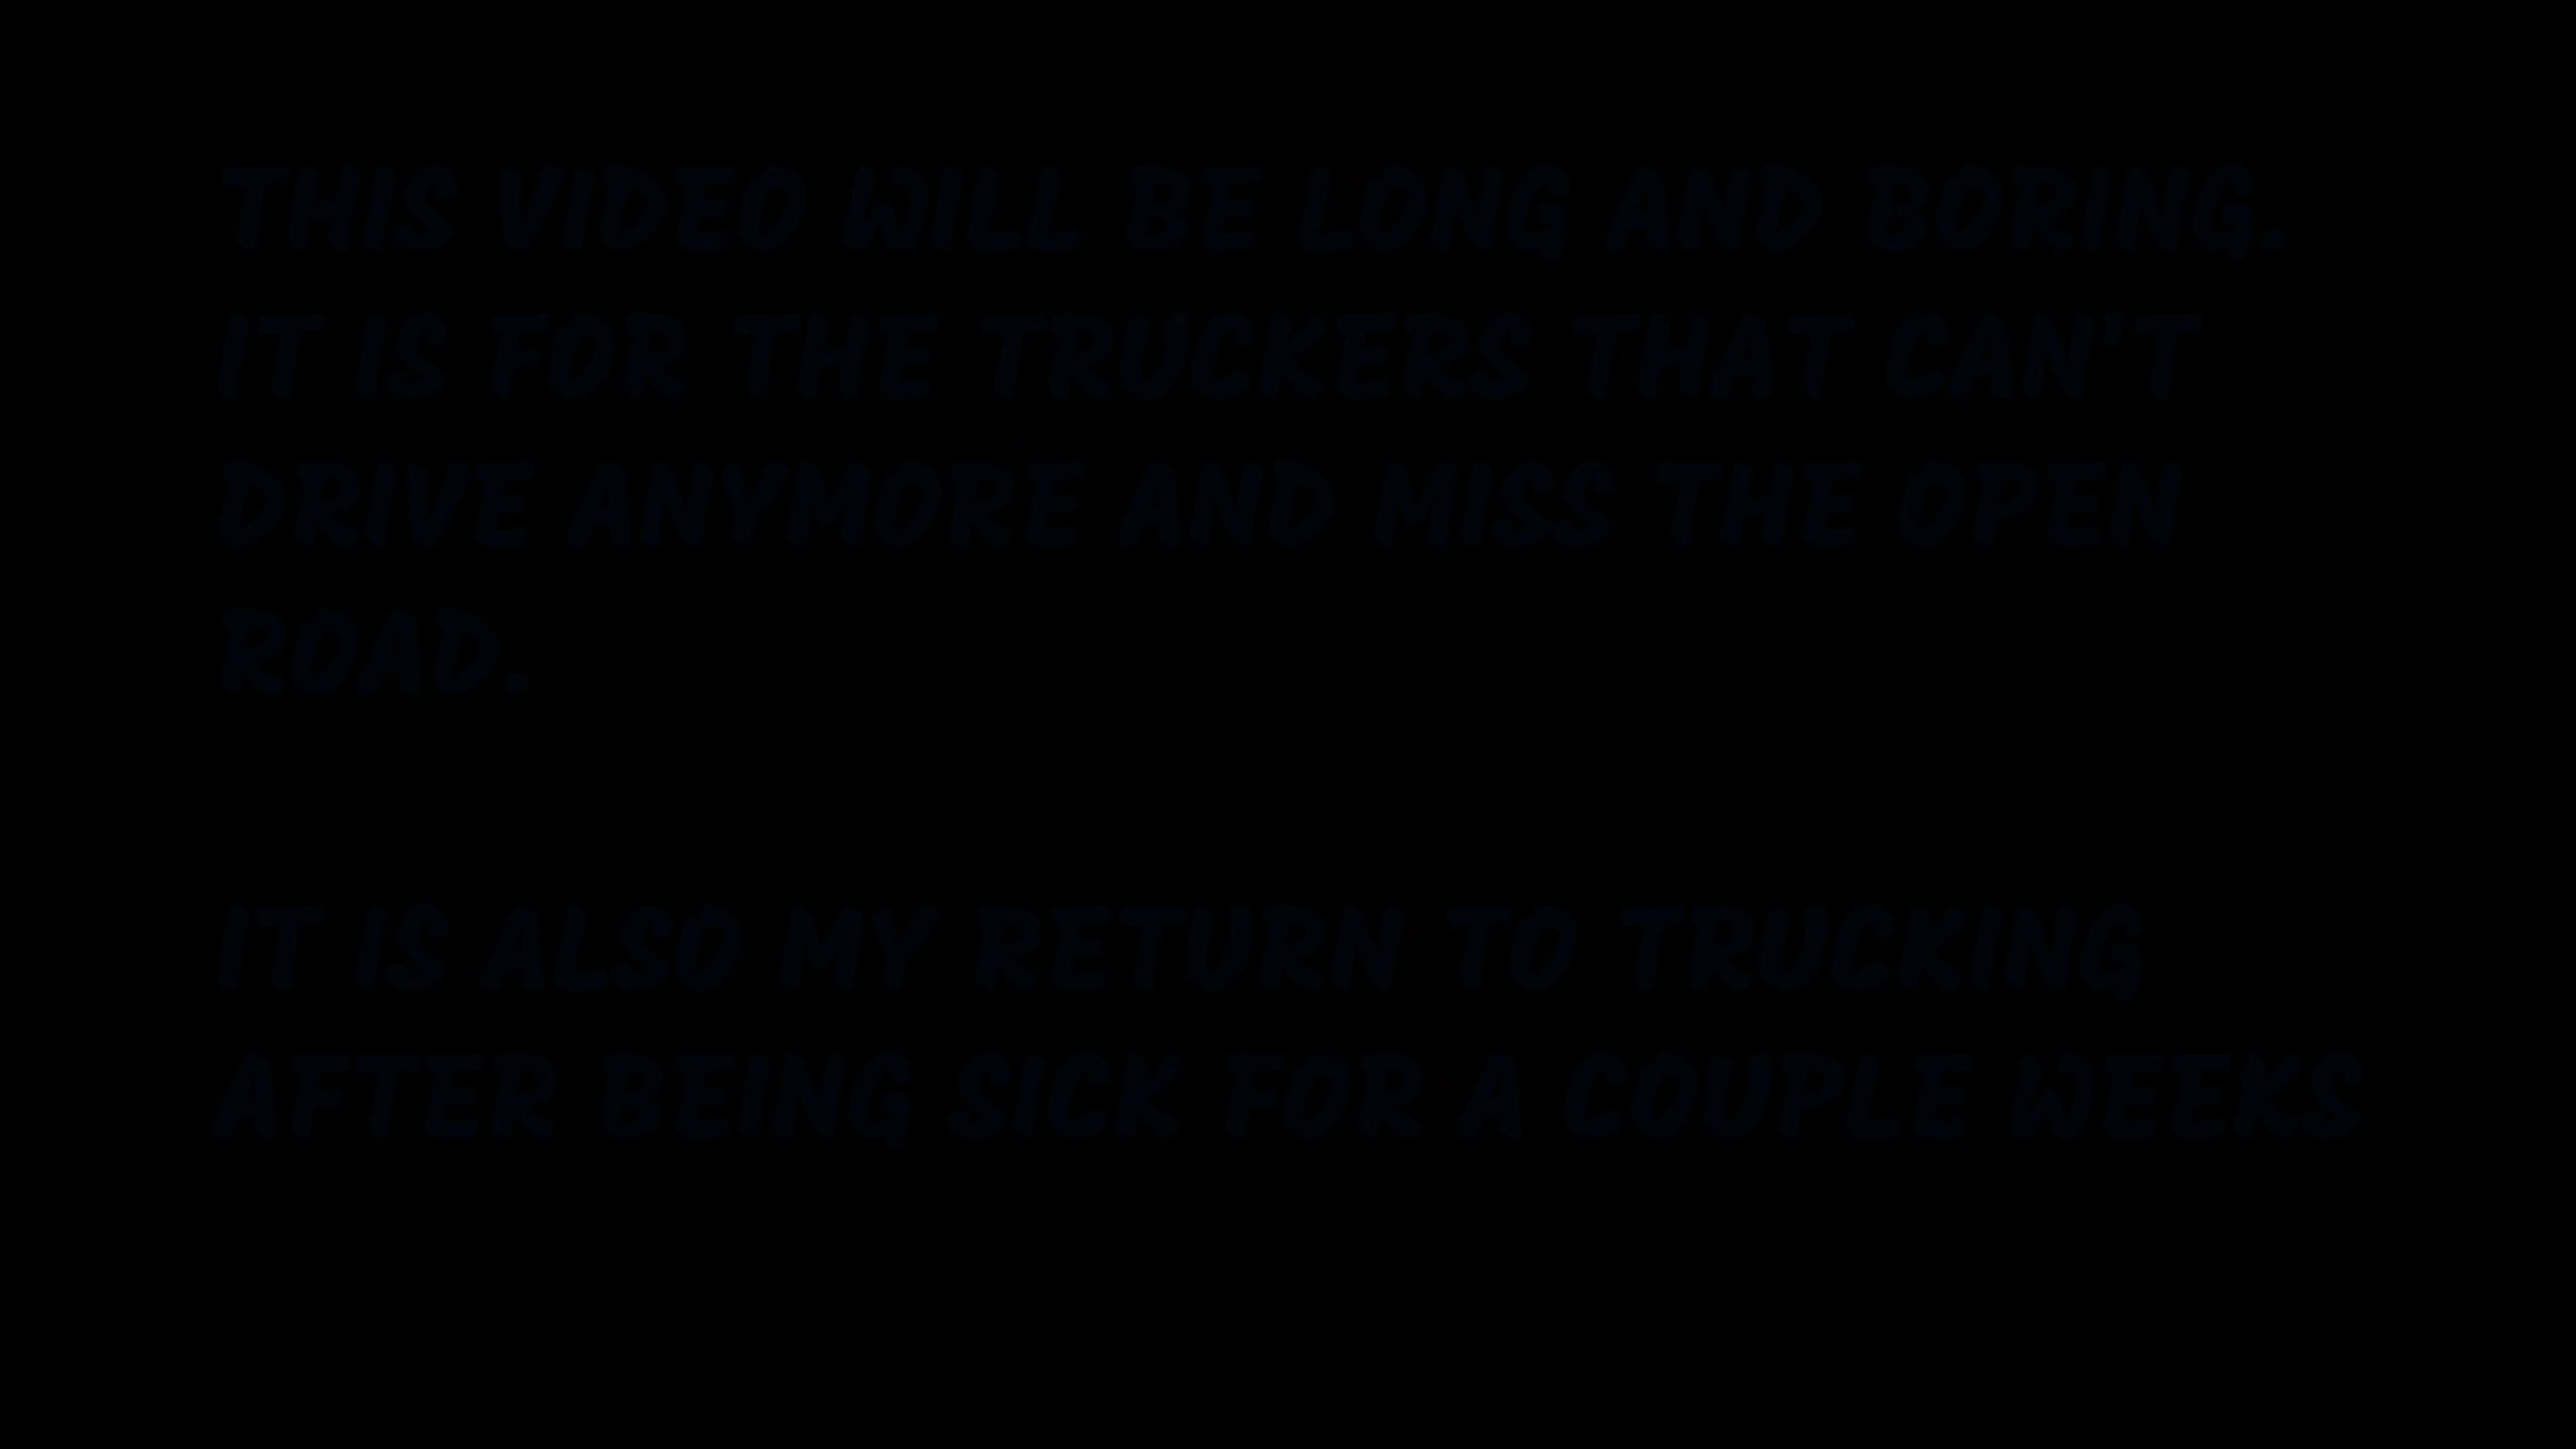 THIS VIDEO WILL BE LONG AND BORING.
IT IS FOR THE TRUCKERS THAT CAN'T
DRIVE ANYMORE AND MISS THE OPEN
ROAD.
IT IS ALSO MY RETURN TO TRUCKING
AFTER BEING SICK FOR A COUPLE WEEKS